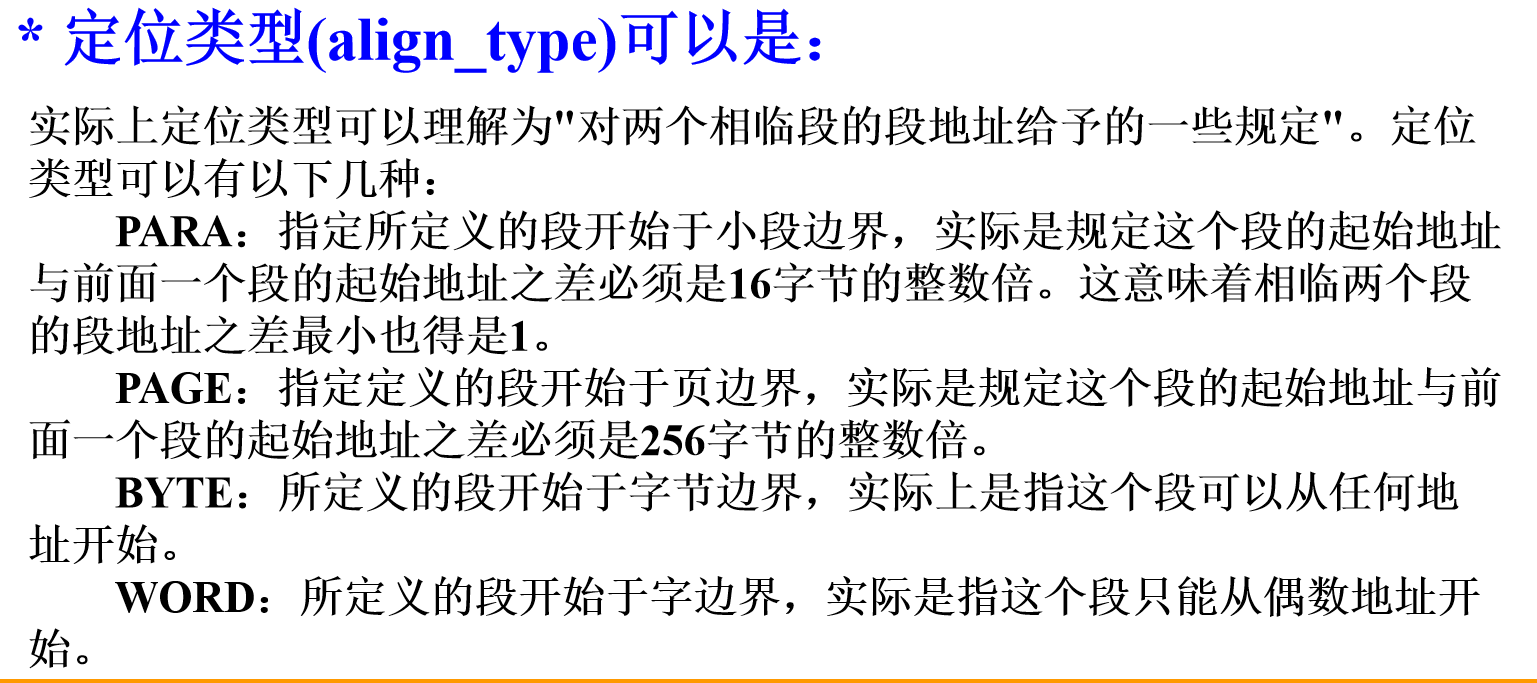 * 定位类型(align_type)可以是：
实际上定位类型可以理解为"对两个相临段的段地址给予的一些规定"。定位
类型可以有以下几种：
PARA：指定所定义的段开始于小段边界，实际是规定这个段的起始地址
与前面一个段的起始地址之差必须是16字节的整数倍。这意味着相临两个段
的段地址之差最小也得是1。
PAGE：指定定义的段开始于页边界，实际是规定这个段的起始地址与前
面一个段的起始地址之差必须是256字节的整数倍。
BYTE：所定义的段开始于字节边界，实际上是指这个段可以从任何地
址开始。
WORD：所定义的段开始于字边界，实际是指这个段只能从偶数地址开
始。